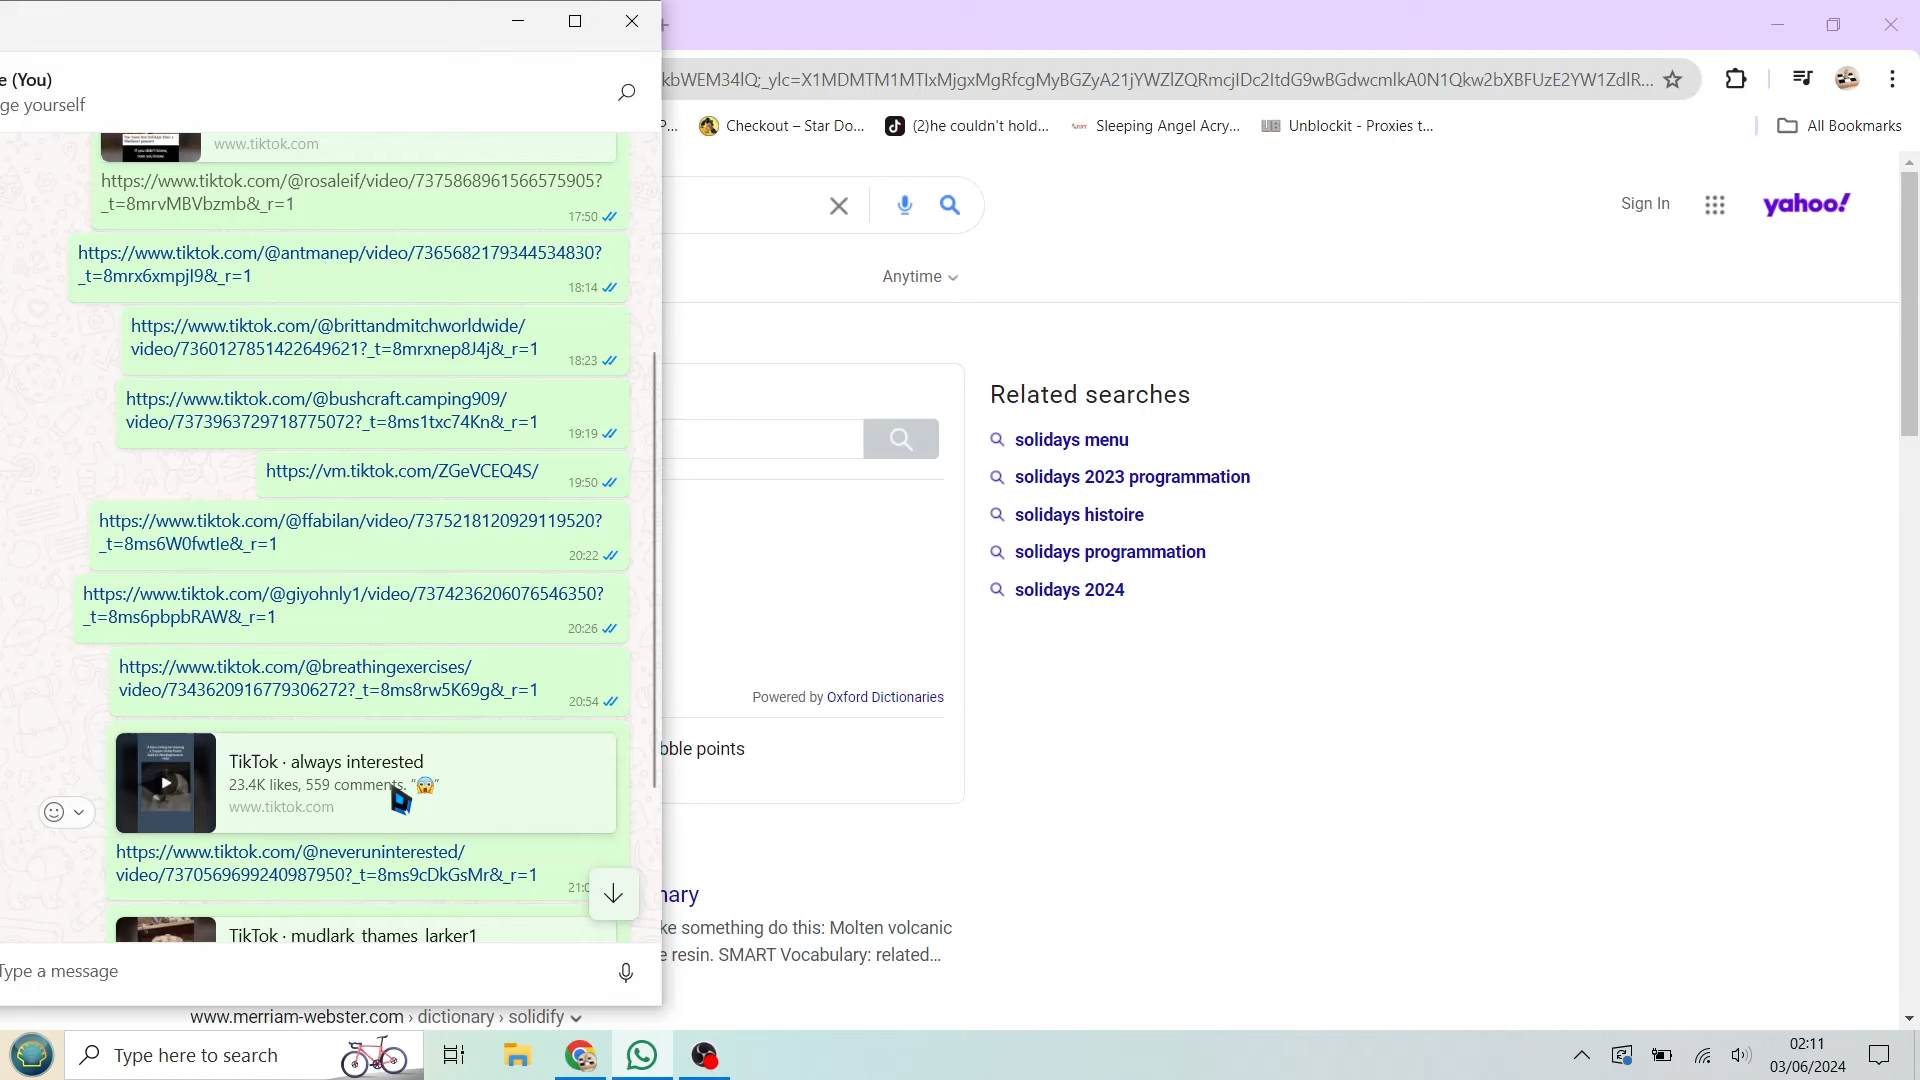 e (You)
ge yourself
www.tiktok.com
https://www.tiktok.com/@rosaleif/video/7375868961566575905?
_t=8mrvMBVbzmb&_r=1
17:50
https://www.tiktok.com/@antmanep/video/7365682179344534830?
_t=8mrx6xmpjl9&_r=1
18:14
https://www.tiktok.com/@brittandmitchworldwide/
video/7360127851422649621?_t=8mrxnep8J4j&_r=1
18:23
https://www.tiktok.com/@bushcraft.camping909/
video/7373963729718775072?_t=8ms1txc74Kn&_r=1
19:19
https://vm.tiktok.com/ZGeVCEQ4S/
19:50
https://www.tiktok.com/@ffabilan/video/7375218120929119520?
_t=8ms6W0fwtle&_r=1
20:22
https://www.tiktok.com/@giyohnly1/video/7374236206076546350?
_t=8ms6pbpbRAW&_r=1
20:26
https://www.tiktok.com/@breathingexercises/
video/7343620916779306272?_t=8ms8rw5K69g&_r=1
20:54
TikTok · always interested
23.4K likes, 559 comments. “😱”
www.tiktok.com
https://www.tiktok.com/@neveruninterested/
video/7370569699240987950?_t=8ms9cDkGsMr&_r=1
21:0
TikTok · mudlark_thames_larker1
Type a message
kbWEM34lQ;_ylc=X1MDMTM1MTIxMjgxMgRfcgMyBGZyA21jYWZlZQRmcjIDc2ItdG9wBGdwcmlkA0N1Qkw2bXBFUzE2YW1ZdlR...
P...
Checkout – Star Do...
(2)he couldn't hold...
Sleeping Angel Acry...
UB
Unblockit - Proxies t...
All Bookmarks
Sign In
yahoo!
Anytime
Related searches
solidays menu
solidays 2023 programmation
solidays histoire
solidays programmation
solidays 2024
Powered by Oxford Dictionaries
bble points
nary
ke something do this: Molten volcanic
e resin. SMART Vocabulary: related...
www.merriam-webster.com › dictionary › solidify
Type here to search
02:11
03/06/2024